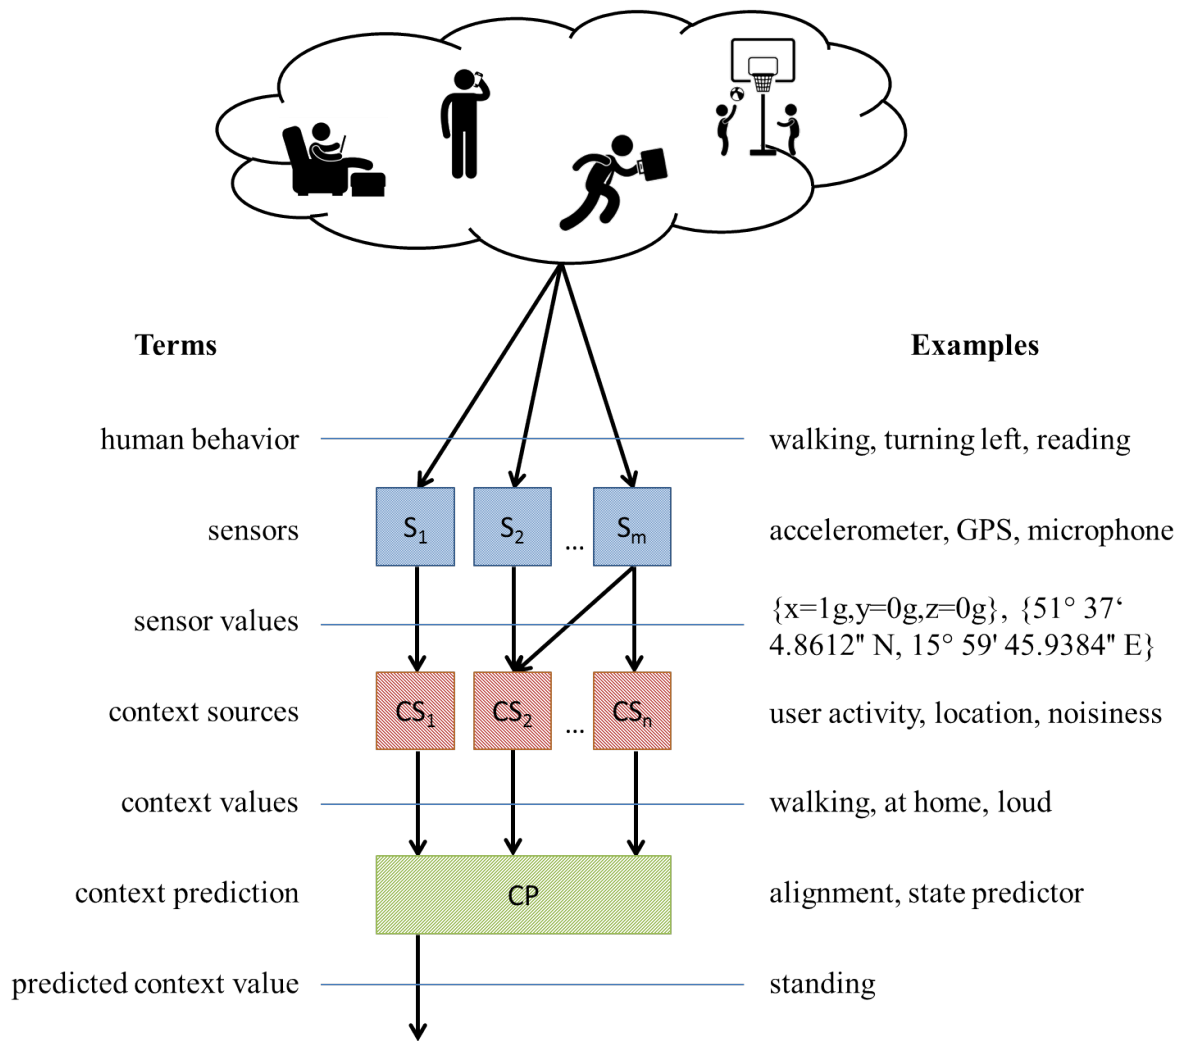 Terms
Examples
human behavior
walking, turning left, reading
sensors
S1
S2
...
Sm
accelerometer, GPS, microphone
sensor values
{x=1g,y=0g,z=0g}, {51° 37‘
4.8612" N, 15° 59' 45.9384" E}
context sources
CS1
CS2
...
CSn
user activity, location, noisiness
context values
walking, at home, loud
context prediction
CP
alignment, state predictor
predicted context value
standing